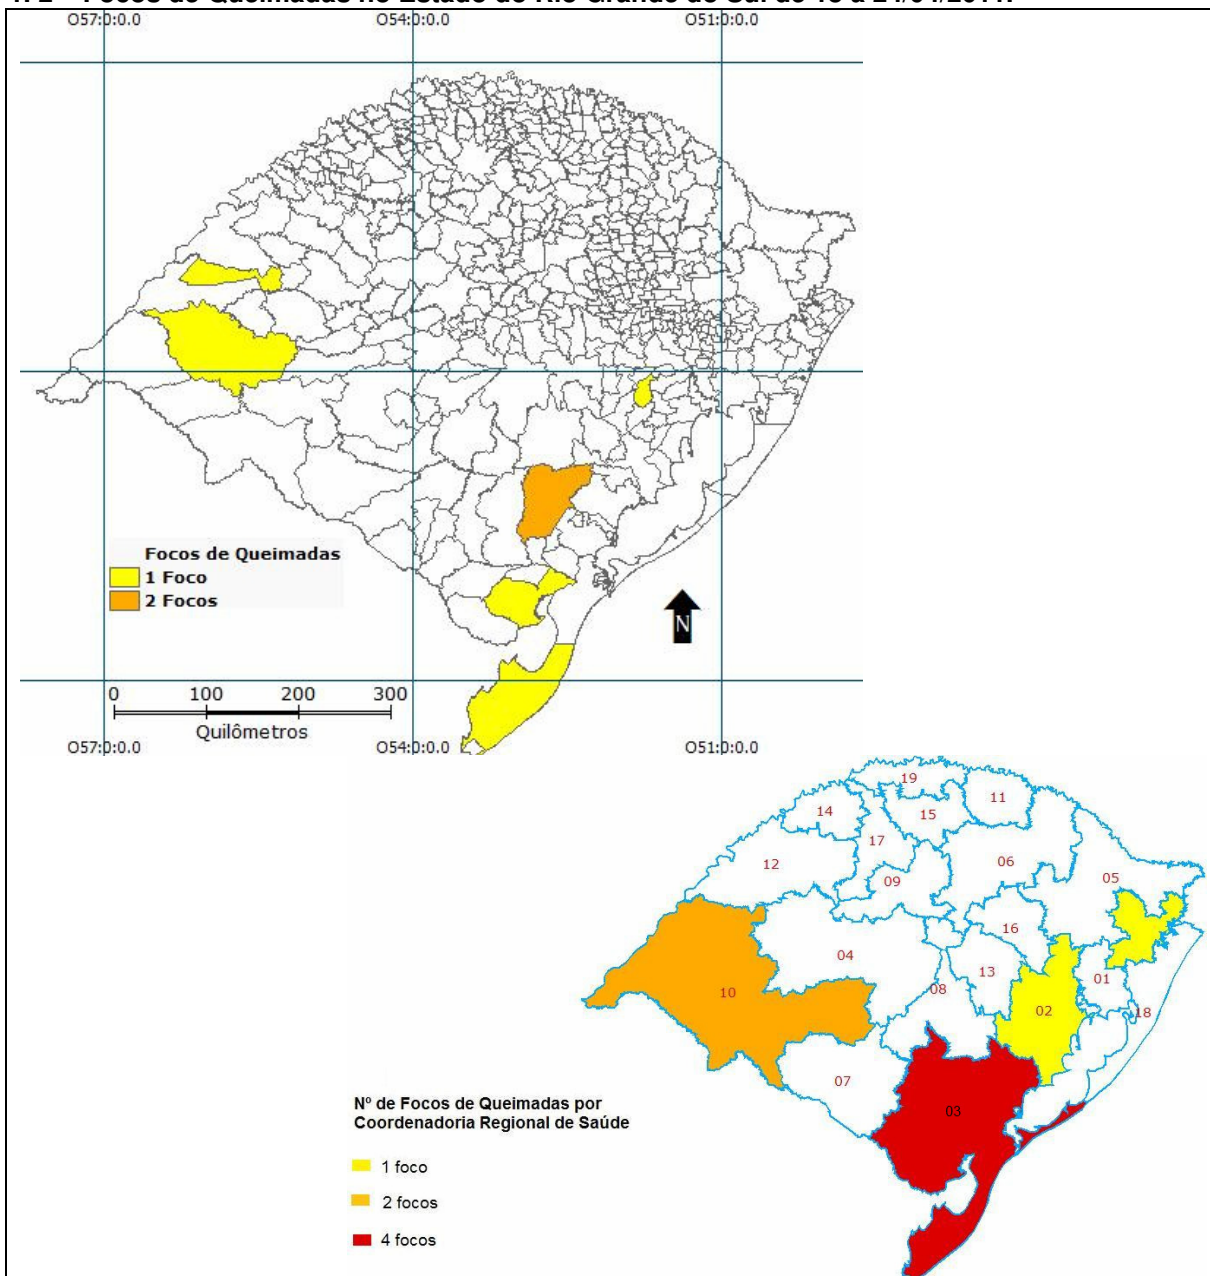 Focos de Queimadas no Estado do Rio Grande do Sul de
O57:0:0.0 O54:0:0.0 O51:0:0.0
Focos de Queimadas
1 Foco
2 Focos
N
0 100 200 300
Quilômetros
O57:0:0.0 O54:0:0.0 O51:0:0.0
19
11
14
15
17
12
06
09
05
16
04
13
01
08
10
02
18
07
03
Nº de Focos de Queimadas por
Coordenadoria Regional de Saúde
1 foco
2 focos
4 focos